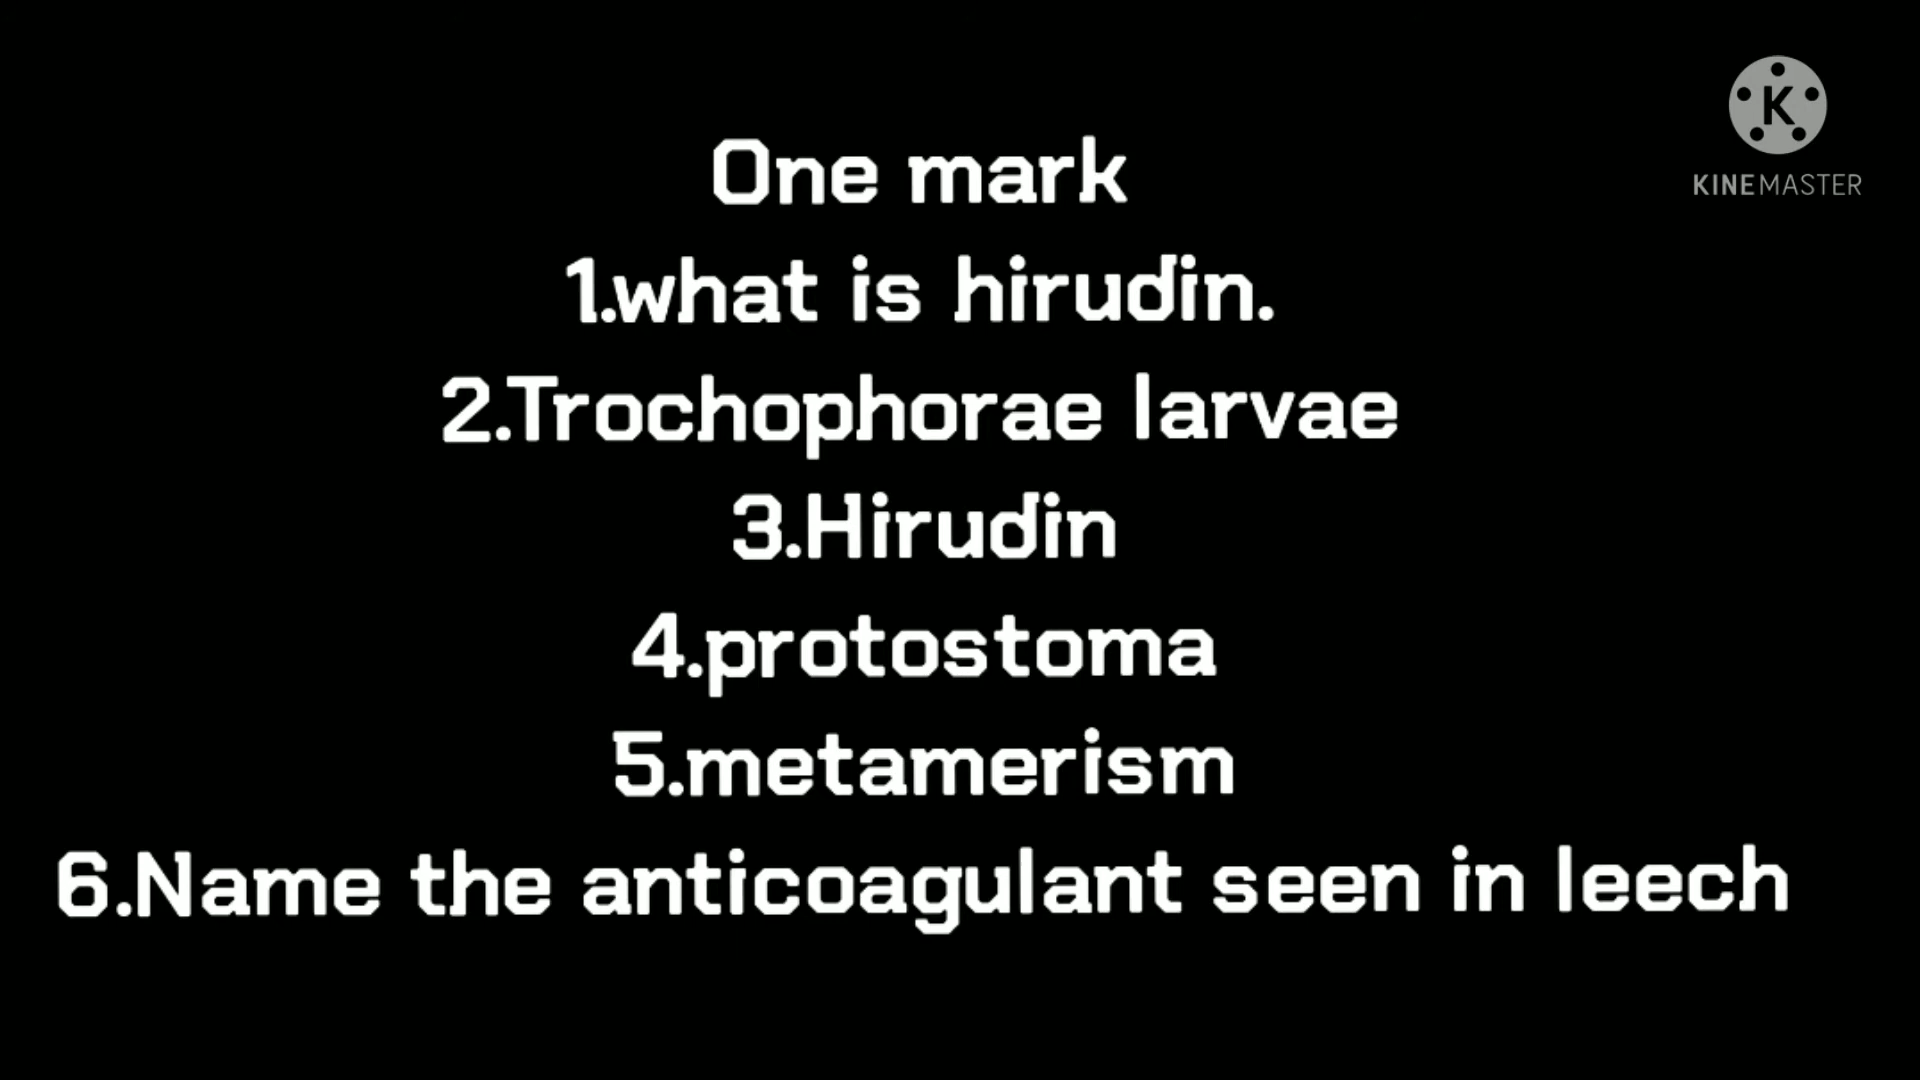 K
KINEMASTER
One mark
1.what is hirudin.
2.Trochophorae larvae
3.Hirudin
4.protostoma
5.metamerism
6.Name the anticoagulant seen in leech